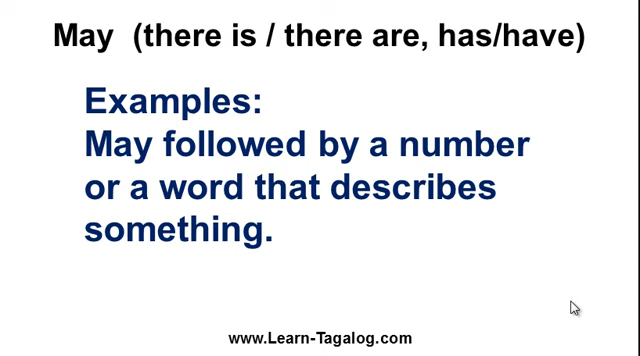 May (there is / there are, has/have)
Examples:
May followed by a number
or a word that describes
something.
www.Learn-Tagalog.com